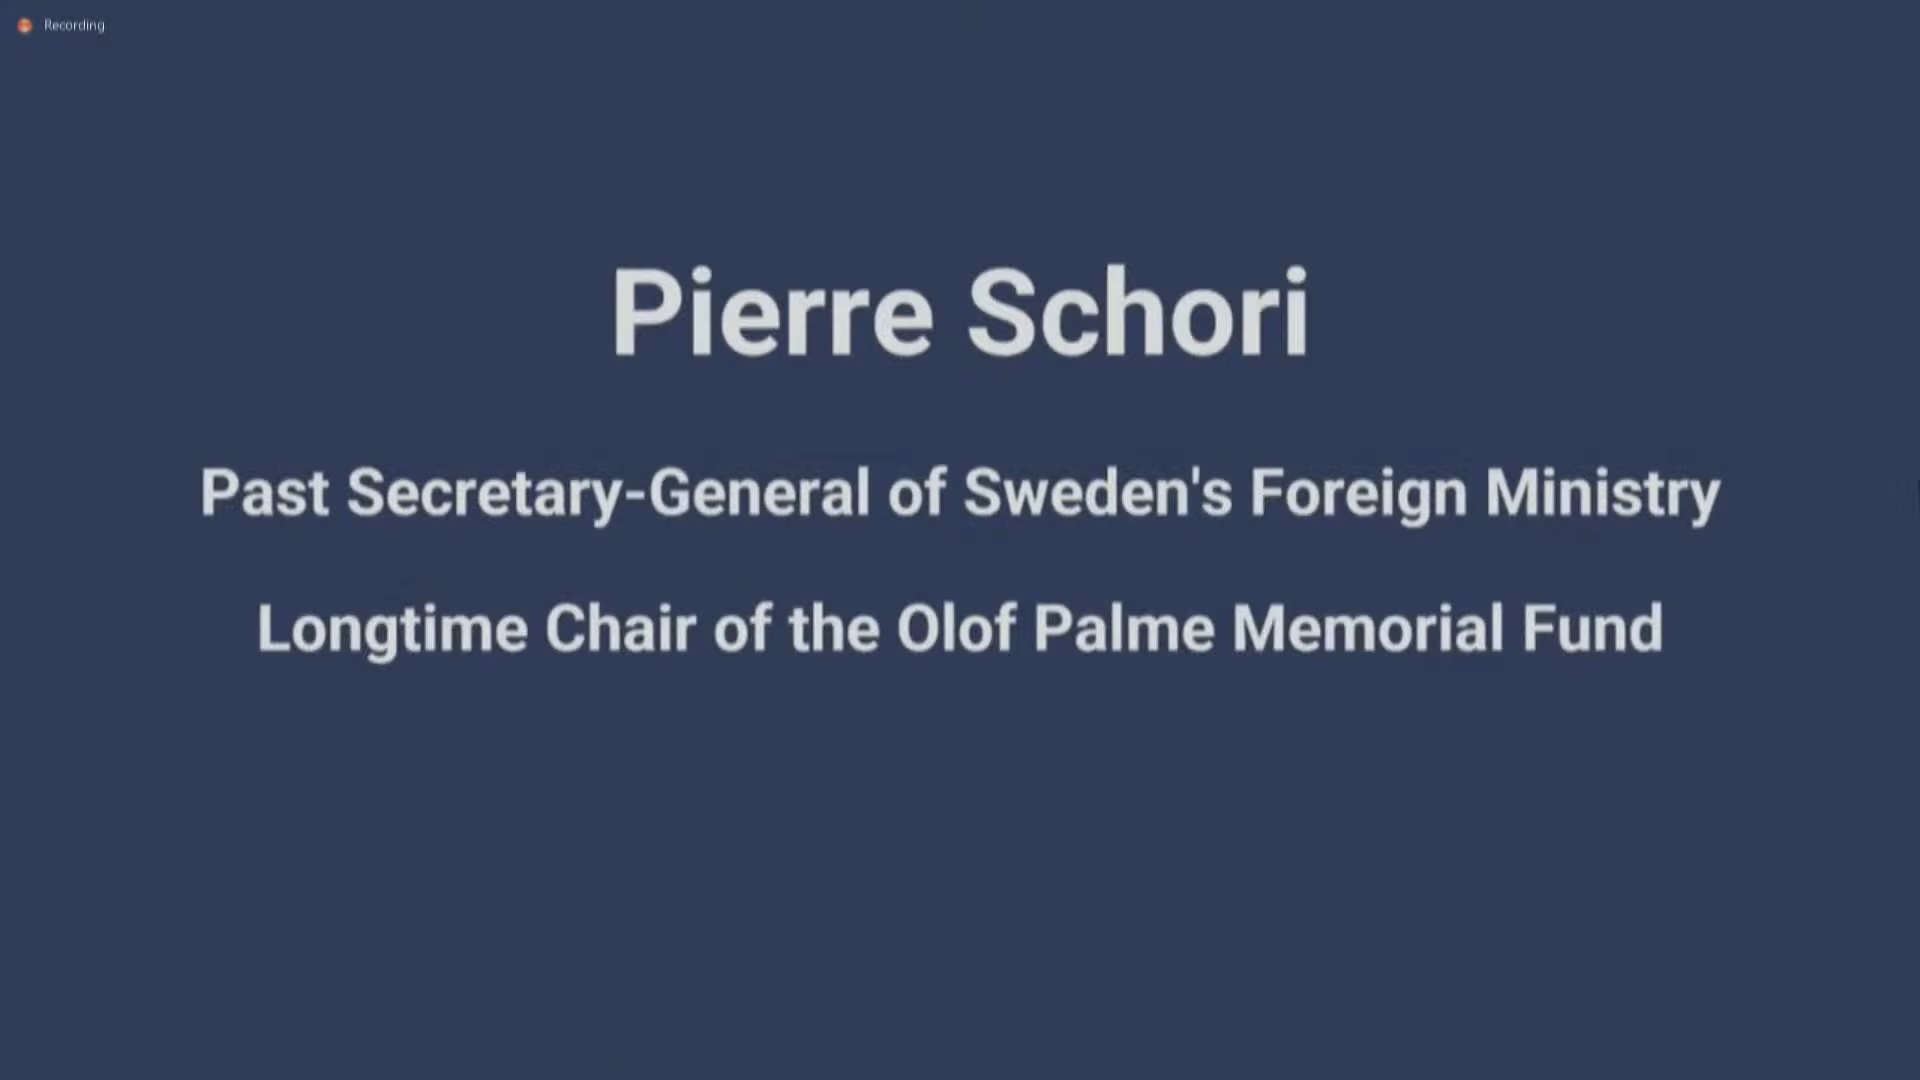 Recording
Pierre Schori
Past Secretary-General of Sweden's Foreign Ministry
Longtime Chair of the Olof Palme Memorial Fund